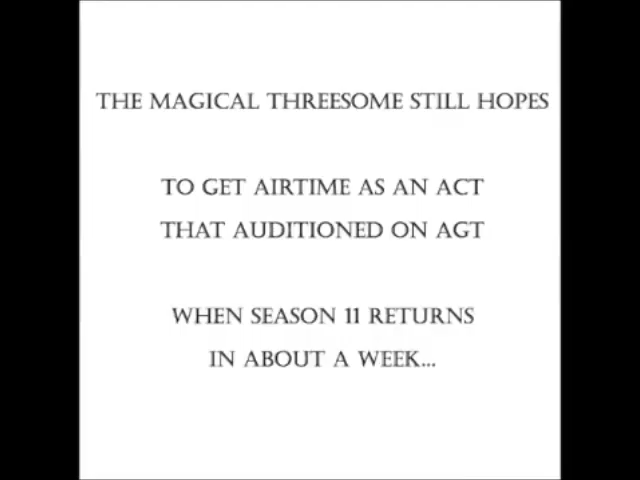 THE MAGICAL THREESOME STILL HOPES
TO GET AIRTIME AS AN ACT
THAT AUDITIONED ON AGT
WHEN SEASON 11 RETURNS
IN ABOUT A WEEK...